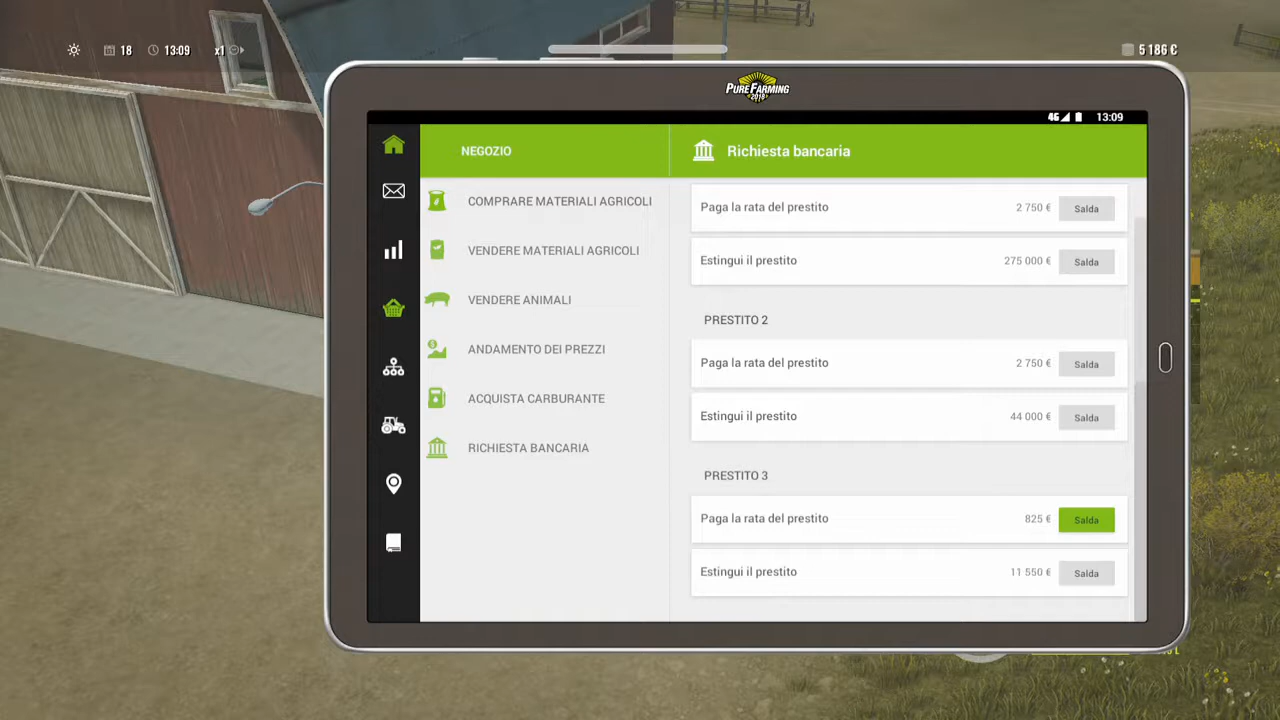 18
13:09
x1
5 186 €
PURE FARMING
2018
4G
13:09
NEGOZIO
Richiesta bancaria
COMPRARE MATERIALI AGRICOLI
VENDERE MATERIALI AGRICOLI
VENDERE ANIMALI
ANDAMENTO DEI PREZZI
ACQUISTA CARBURANTE
RICHIESTA BANCARIA
Paga la rata del prestito 2 750 € Salda
Estingui il prestito 275 000 € Salda
PRESTITO 2
Paga la rata del prestito 2 750 € Salda
Estingui il prestito 44 000 € Salda
PRESTITO 3
Paga la rata del prestito 825 € Salda
Estingui il prestito 11 550 € Salda